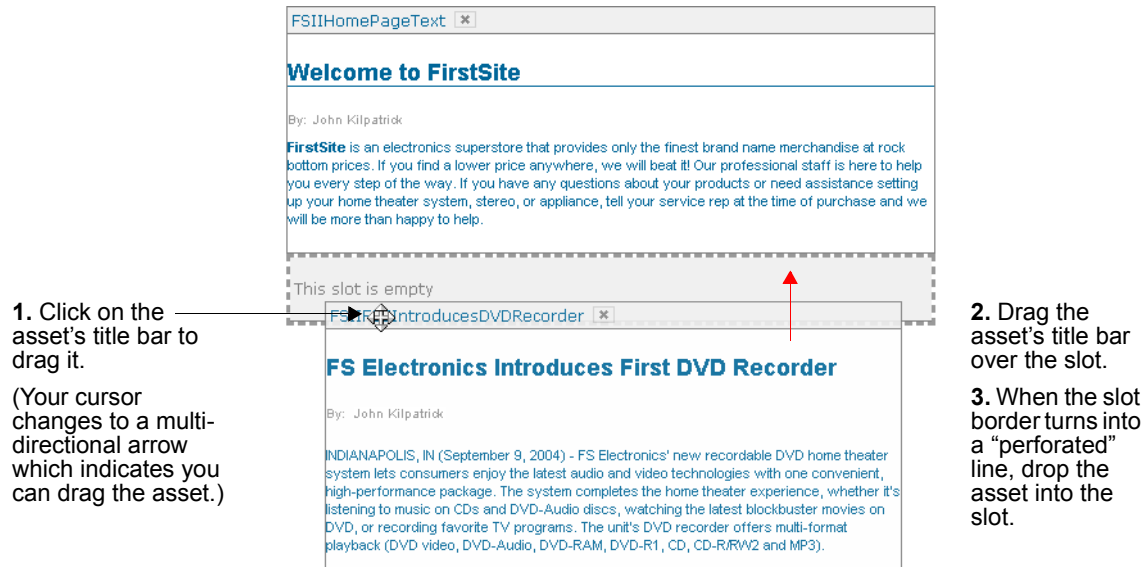 FSIIHomePageText
Welcome to FirstSite
By: John Kilpatrick
FirstSite is an electronics superstore that provides only the finest brand name merchandise at rock
bottom prices. If you find a lower price anywhere, we will beat it! Our professional staff is here to help
you every step of the way. If you have any questions about your products or need assistance setting
up your home theater system, stereo, or appliance, tell your service rep at the time of purchase and we
will be more than happy to help.
This slot is empty
1. Click on the
asset's title bar to
drag it.
(Your cursor
changes to a multi-
directional arrow
which indicates you
can drag the asset.)
IntroducesDVDRecorder
FS Electronics Introduces First DVD Recorder
By: John Kilpatrick
INDIANAPOLIS, IN (September 9, 2004) - FS Electronics' new recordable DVD home theater
system lets consumers enjoy the latest audio and video technologies with one convenient,
high-performance package. The system completes the home theater experience, whether it's
listening to music on CDs and DVD-Audio discs, watching the latest blockbuster movies on
DVD, or recording favorite TV programs. The unit's DVD recorder offers multi-format
playback (DVD video, DVD-Audio, DVD-RAM, DVD-R1, CD, CD-R/RW2 and MP3).
2. Drag the
asset's title bar
over the slot.
3. When the slot
border turns into
a “perforated”
line, drop the
asset into the
slot.